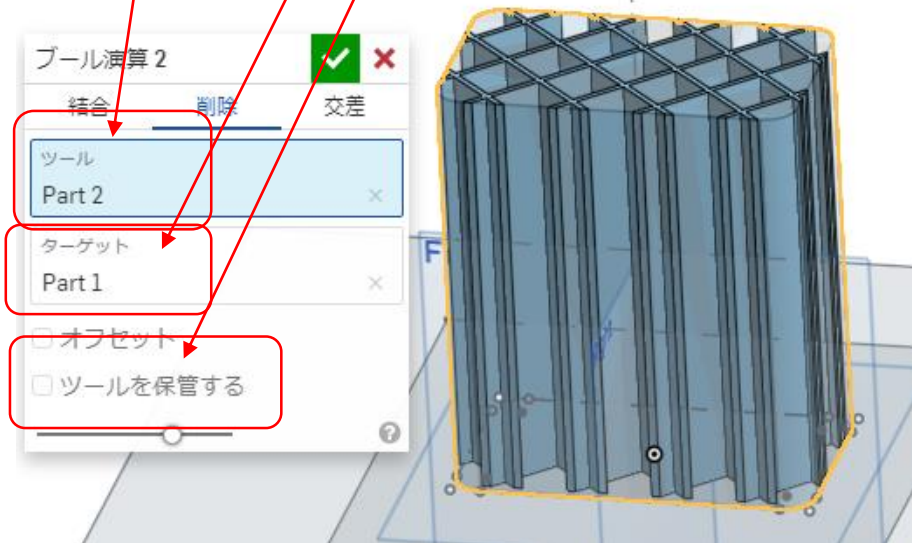 ブール演算 2
結合
削除
交差
ツール
Part 2
ターゲット
Part 1
オフセット
ツールを保管する
F